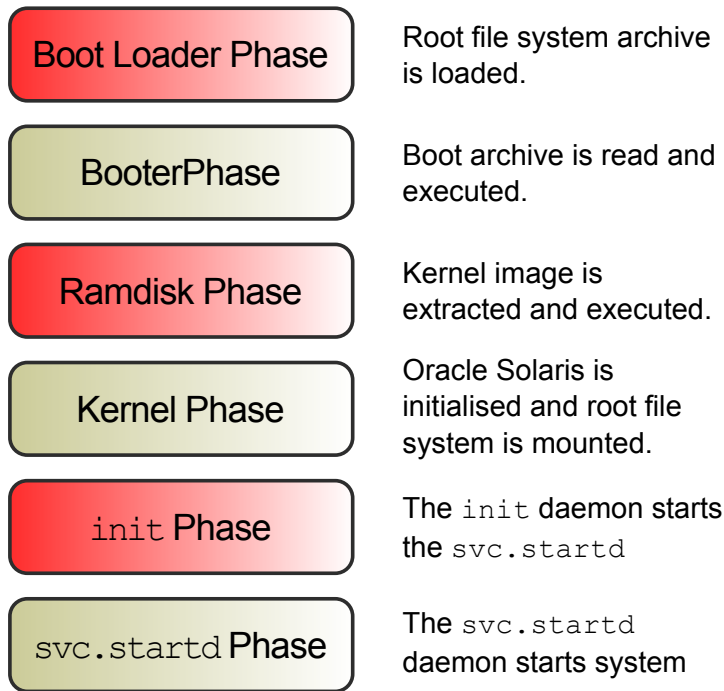 Boot Loader Phase
Root file system archive
is loaded.
BooterPhase
Boot archive is read and
executed.
Ramdisk Phase
Kernel image is
extracted and executed.
Kernel Phase
Oracle Solaris is
initialised and root file
system is mounted.
init Phase
The init daemon starts
the svc.startd
svc.startd Phase
The svc.startd
daemon starts system